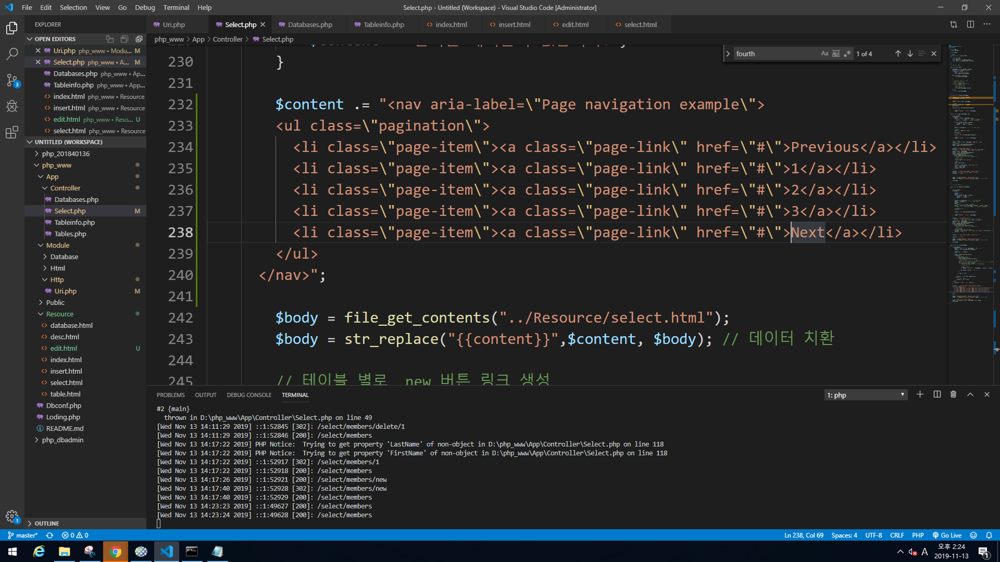 File Edit Selection View Go Debug Terminal Help
Select.php - Untitled (Workspace) - Visual Studio Code [Administrator]
EXPLORER
OPEN EDITORS
Uri.php php_www • Modu... M
Select.php php_www • A... M
Databases.php php_www • Ap...
Tableinfo.php php_www • App...
index.html php_www • Resource
insert.html php_www • Resource
edit.html php_www • Reso... U
select.html php_www • Resource
UNTITLED (WORKSPACE)
php_201840136
php_www
App
Controller
Databases.php
Select.php M
Tableinfo.php
Tables.php
Module
Database
Html
Http
Uri.php M
Public
Resource
database.html
desc.html
edit.html U
index.html
insert.html
select.html
table.html
Dbconf.php
Loding.php
README.md
php_dbadmin
OUTLINE
3
1
Uri.php Select.php Databases.php Tableinfo.php index.html insert.html edit.html select.html
php_www > App > Controller > Select.php
fourth Aa Abl .* 1 of 4
230 }
231
232 $content .= "<nav aria-label=\"Page navigation example\">
233 <ul class=\"pagination\">
234 <li class=\"page-item\"><a class=\"page-link\" href=\"#\">Previous</a></li>
235 <li class=\"page-item\"><a class=\"page-link\" href=\"#\">1</a></li>
236 <li class=\"page-item\"><a class=\"page-link\" href=\"#\">2</a></li>
237 <li class=\"page-item\"><a class=\"page-link\" href=\"#\">3</a></li>
238 <li class=\"page-item\"><a class=\"page-link\" href=\"#\">Next</a></li>
239 </ul>
240 </nav>";
241
242 $body = file_get_contents("../Resource/select.html");
243 $body = str_replace("{{content}}",$content, $body); // 데이터 치환
244
245 // 테이블 별로 new 버튼 링크 생성
PROBLEMS OUTPUT DEBUG CONSOLE TERMINAL
1: php
#2 {main}
thrown in D:\php_www\App\Controller\Select.php on line 49
[Wed Nov 13 14:11:29 2019] ::1:52845 [302]: /select/members/delete/1
[Wed Nov 13 14:11:29 2019] ::1:52846 [200]: /select/members
[Wed Nov 13 14:17:22 2019] PHP Notice:  Trying to get property 'LastName' of non-object in D:\php_www\App\Controller\Select.php on line 118
[Wed Nov 13 14:17:22 2019] PHP Notice:  Trying to get property 'FirstName' of non-object in D:\php_www\App\Controller\Select.php on line 118
[Wed Nov 13 14:17:22 2019] ::1:52917 [302]: /select/members/1
[Wed Nov 13 14:17:22 2019] ::1:52918 [200]: /select/members
[Wed Nov 13 14:17:26 2019] ::1:52921 [200]: /select/members/new
[Wed Nov 13 14:17:40 2019] ::1:52928 [302]: /select/members/new
[Wed Nov 13 14:17:40 2019] ::1:52929 [200]: /select/members
[Wed Nov 13 14:23:23 2019] ::1:49627 [200]: /select/members
[Wed Nov 13 14:23:24 2019] ::1:49628 [200]: /select/members
master* 0 0
Ln 238, Col 69 Spaces: 4 UTF-8 CRLF PHP Go Live
A 오후 2:24
2019-11-13
1